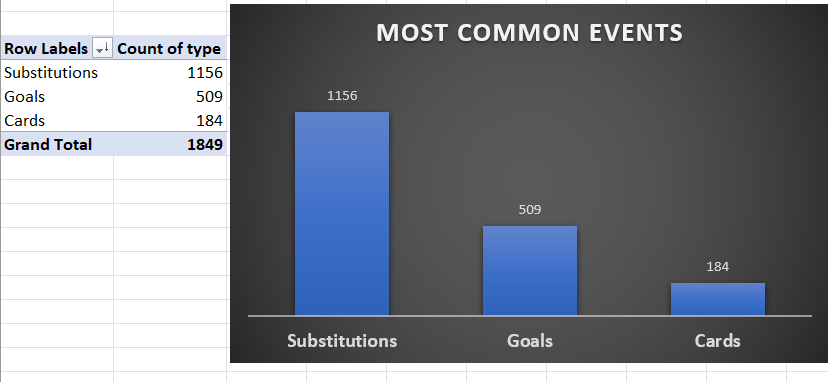 Row Labels Count of type
Substitutions 1156
Goals 509
Cards 184
Grand Total 1849
MOST COMMON EVENTS
1156
509
184
Substitutions Goals Cards